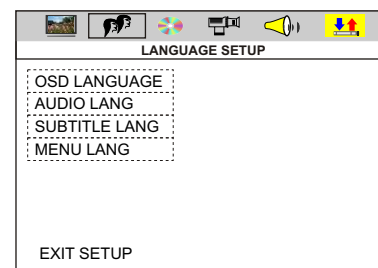 LANGUAGE SETUP
OSD LANGUAGE
AUDIO LANG
SUBTITLE LANG
MENU LANG
EXIT SETUP